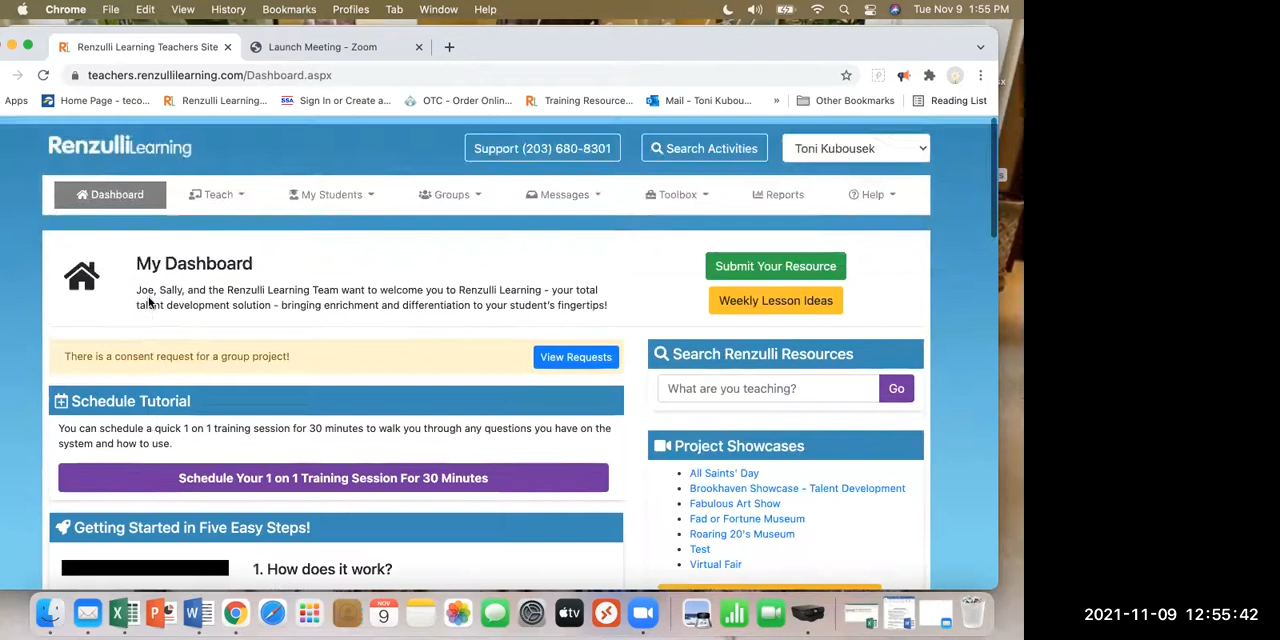 Chrome File Edit View History Bookmarks Profiles Tab Window Help Tue Nov 9 1:55 PM
Renzulli Learning Teachers Site Launch Meeting - Zoom
teachers.renzullilearning.com/Dashboard.aspx
Apps Home Page - teco... Renzulli Learning... SSA Sign In or Create a... OTC - Order Onlin... Training Resource... Mail - Toni Kubou... » Other Bookmarks Reading List
RenzulliLearning Support (203) 680-8301 Search Activities Toni Kubousek
Dashboard Teach My Students Groups Messages Toolbox Reports Help
My Dashboard
Joe, Sally, and the Renzulli Learning Team want to welcome you to Renzulli Learning - your total
talent development solution - bringing enrichment and differentiation to your student's fingertips!
Submit Your Resource
Weekly Lesson Ideas
There is a consent request for a group project! View Requests
Schedule Tutorial
You can schedule a quick 1 on 1 training session for 30 minutes to walk you through any questions you have on the
system and how to use.
Schedule Your 1 on 1 Training Session For 30 Minutes
Getting Started in Five Easy Steps!
1. How does it work?
Search Renzulli Resources
What are you teaching? Go
Project Showcases
All Saints' Day
Brookhaven Showcase - Talent Development
Fabulous Art Show
Fad or Fortune Museum
Roaring 20's Museum
Test
Virtual Fair
NOV
9
tv
2021-11-09 12:55:42